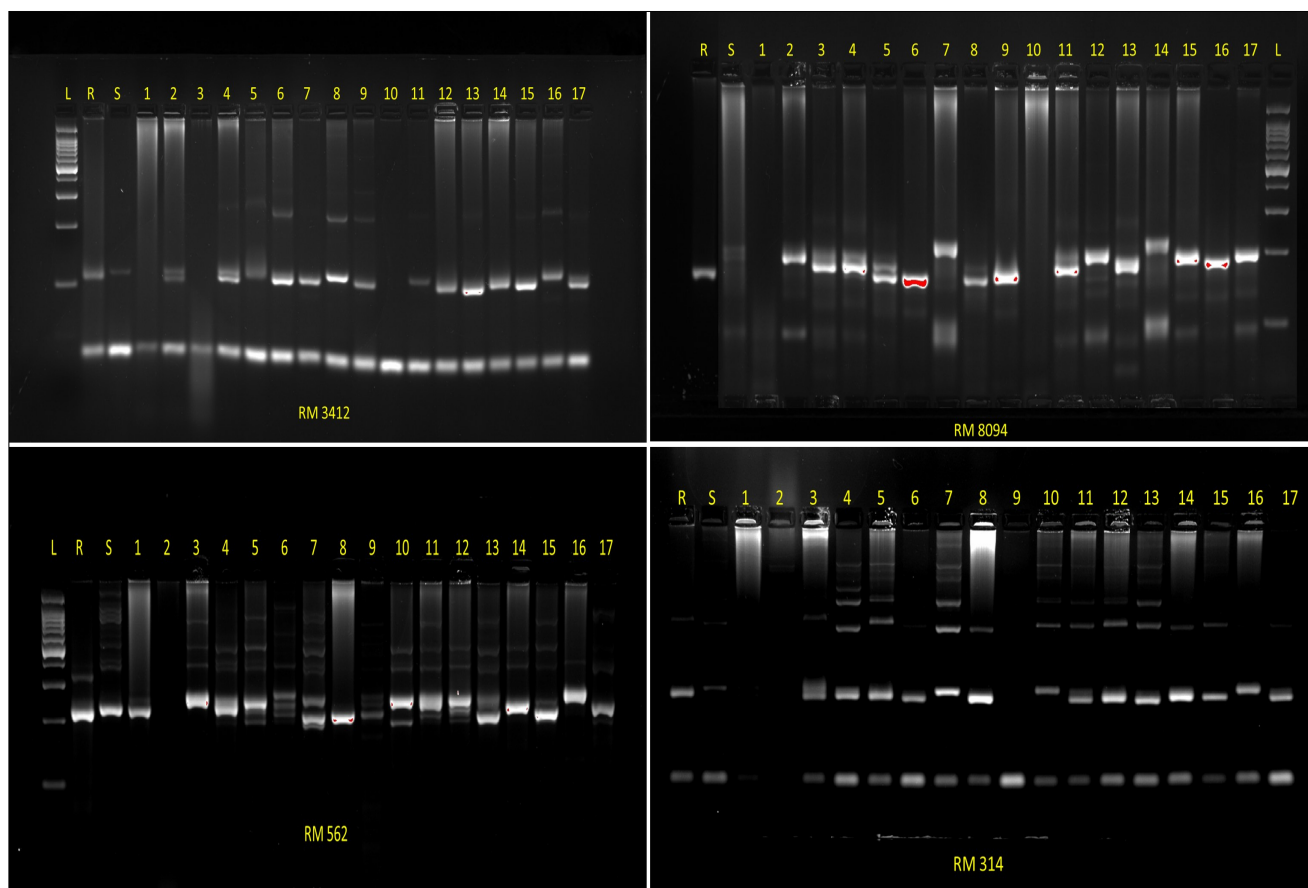 L R S 1 2 3 4 5 6 7 8 9 10 11 12 13 14 15 16 17
RM 3412
R S 1 2 3 4 5 6 7 8 9 10 11 12 13 14 15 16 17 L
RM 8094
L R S 1 2 3 4 5 6 7 8 9 10 11 12 13 14 15 16 17
RM 562
R S 1 2 3 4 5 6 7 8 9 10 11 12 13 14 15 16 17
RM 314